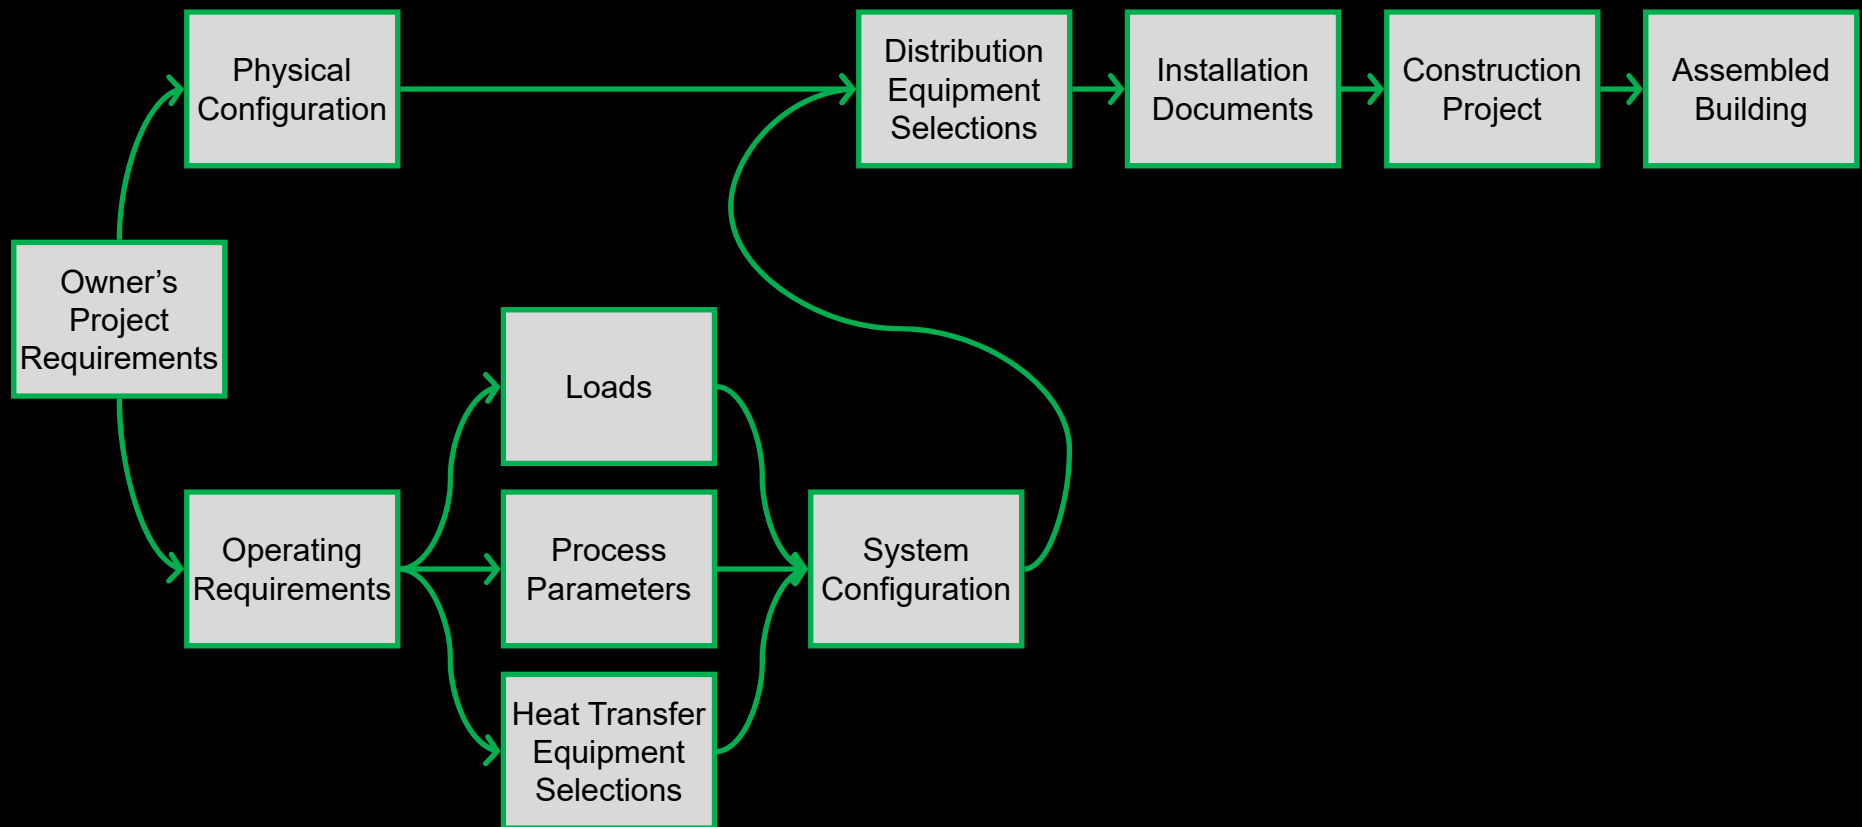 Physical
Configuration
Distribution
Equipment
Selections
Installation
Documents
Construction
Project
Assembled
Building
Owner’s
Project
Requirements
Loads
Operating
Requirements
Process
Parameters
System
Configuration
Heat Transfer
Equipment
Selections